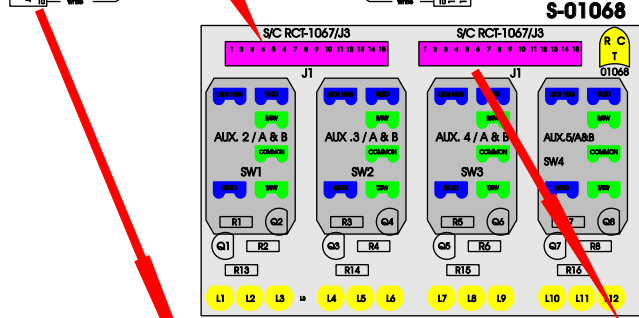 S-01068
S/C RCT-1067/J3 S/C RCT-1067/J3
R C
T
01068
1 2 3 4 5 6 7 8 9 10 11 12 13 14 15 1 2 3 4 5 6 7 8 9 10 11 12 13 14 15
J1 J1
AUX. 2 / A & B AUX .3 / A & B AUX. 4 / A & B AUX.5/A&B
COMMON COMMON COMMON COMMON
SW1 SW2 SW3 SW4
R1 Q2 R3 Q4 R5 Q6 Q8
Q1 R2 Q3 R4 Q5 R6 Q7 R8
R13 R14 R15 R16
L1 L2 L3 L4 L5 L6 L7 L8 L9 L10 L11 L12